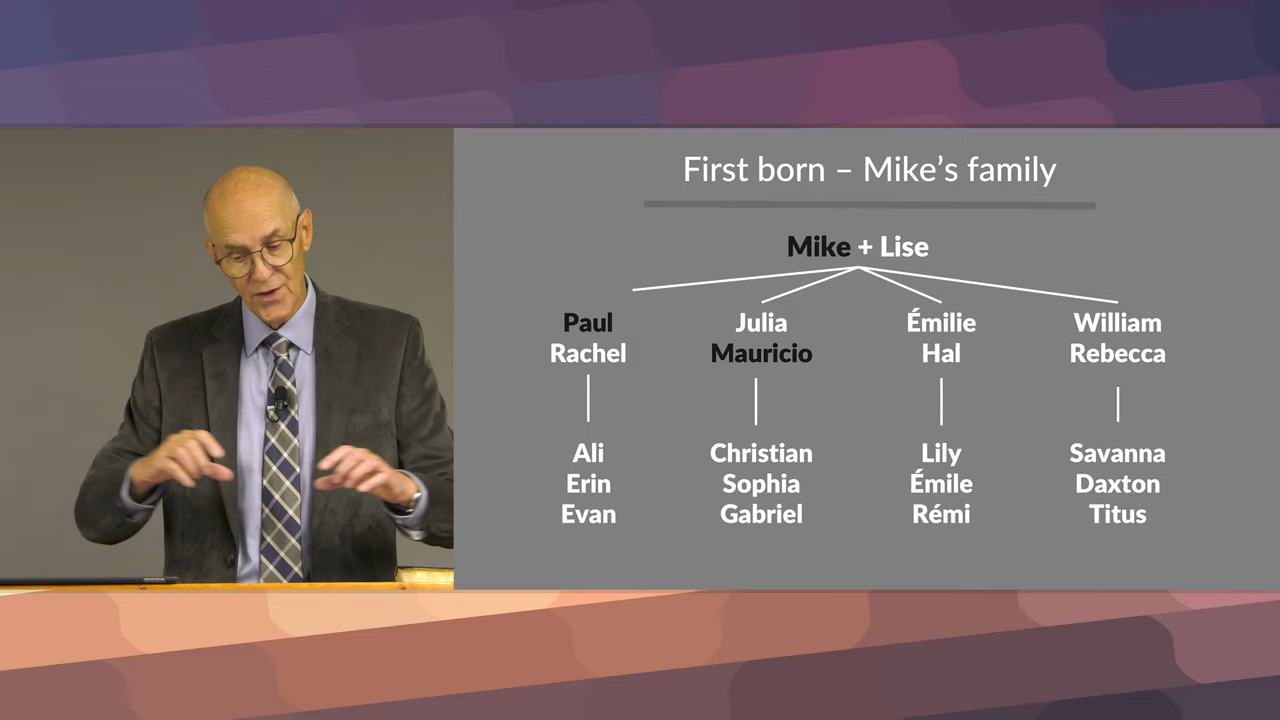 First born – Mike's family
Mike + Lise
Paul Julia Émilie William
Rachel Mauricio Hal Rebecca
Ali Christian Lily Savanna
Erin Sophia Émile Daxton
Evan Gabriel Rémi Titus